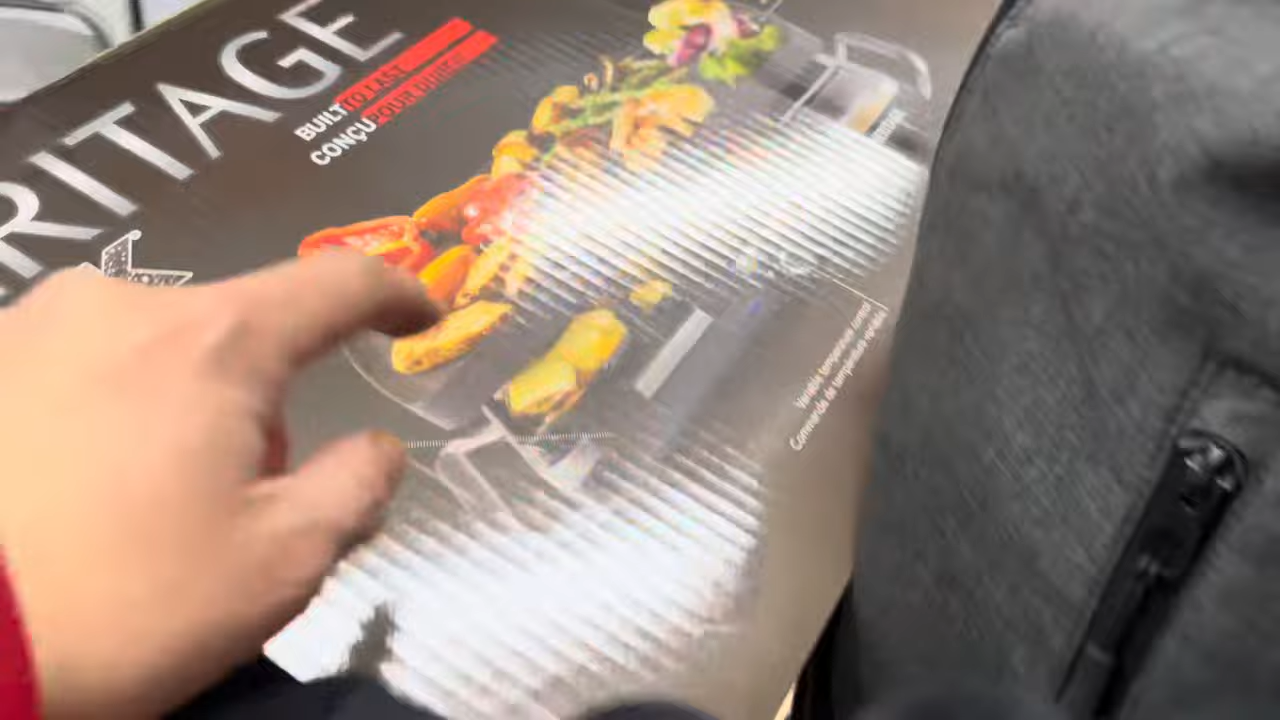 RITAGE
BUILT TO LAST
CONÇU POUR DURER
Variable temperature control
Commande de température variable